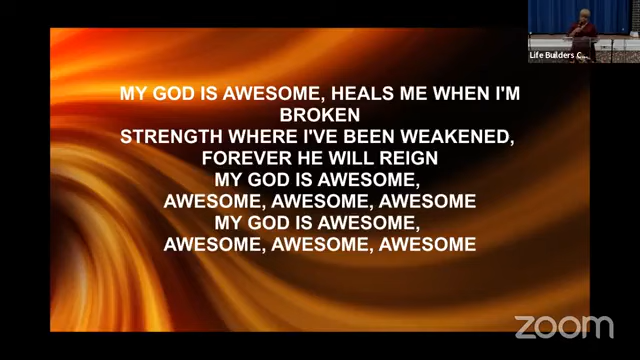 Life Builders C...
MY GOD IS AWESOME, HEALS ME WHEN I'M
BROKEN
STRENGTH WHERE I'VE BEEN WEAKENED,
FOREVER HE WILL REIGN
MY GOD IS AWESOME,
AWESOME, AWESOME, AWESOME
MY GOD IS AWESOME,
AWESOME, AWESOME, AWESOME
zoom